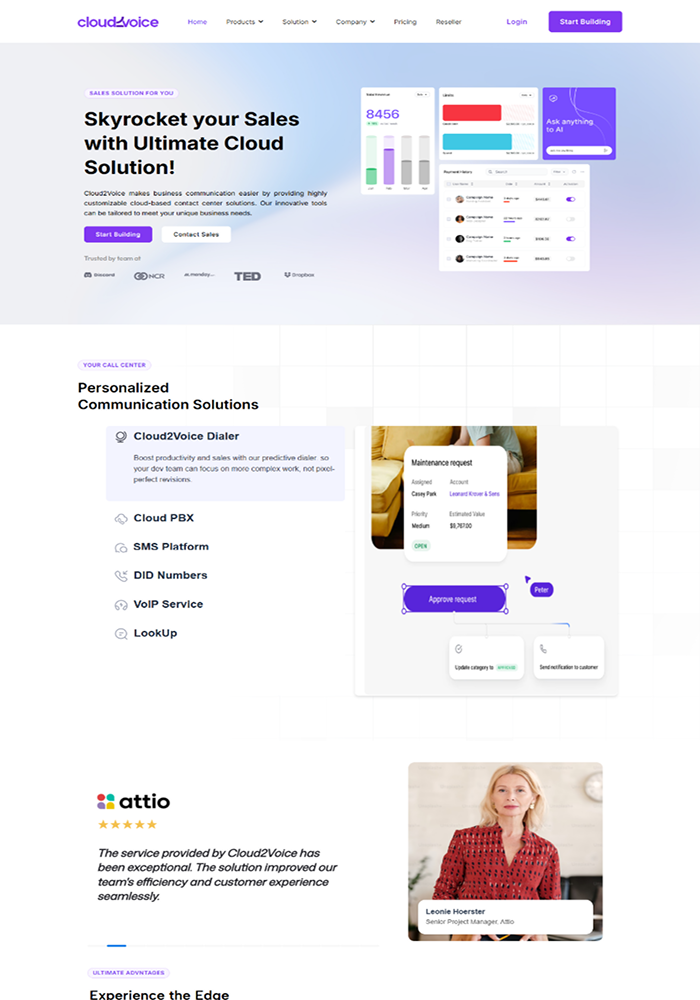 cloud2voice
Home Products Solution Company Pricing Reseller Login Start Building
SALES SOLUTION FOR YOU
Skyrocket your Sales
with Ultimate Cloud
Solution!
Cloud2Voice makes business communication easier by providing highly
customizable cloud-based contact center solutions. Our innovative tools
can be tailored to meet your unique business needs.
Start Building Contact Sales
Trusted by team at
Discord NCR monday TED Dropbox
8456
Ask anything
to AI
Payment History Search
Campaign Name
Campaign Name
Campaign Name
Campaign Name
YOUR CALL CENTER
Personalized
Communication Solutions
Cloud2Voice Dialer
Boost productivity and sales with our predictive dialer. so
your dev team can focus on more complex work, not pixel-
perfect revisions.
Cloud PBX
SMS Platform
DID Numbers
VoIP Service
LookUp
Maintenance request
Assigned Account
Casey Park Leonard Krower & Sons
Priority Estimated Value
Medium $9,767.00
OPEN
Approve request
Peter
Update category to APPROVED
Send notification to customer
attio
The service provided by Cloud2Voice has
been exceptional. The solution improved our
team's efficiency and customer experience
seamlessly.
Leonie Hoerster
Senior Project Manager, Attio
ULTIMATE ADVNTAGES
Experience the Edge